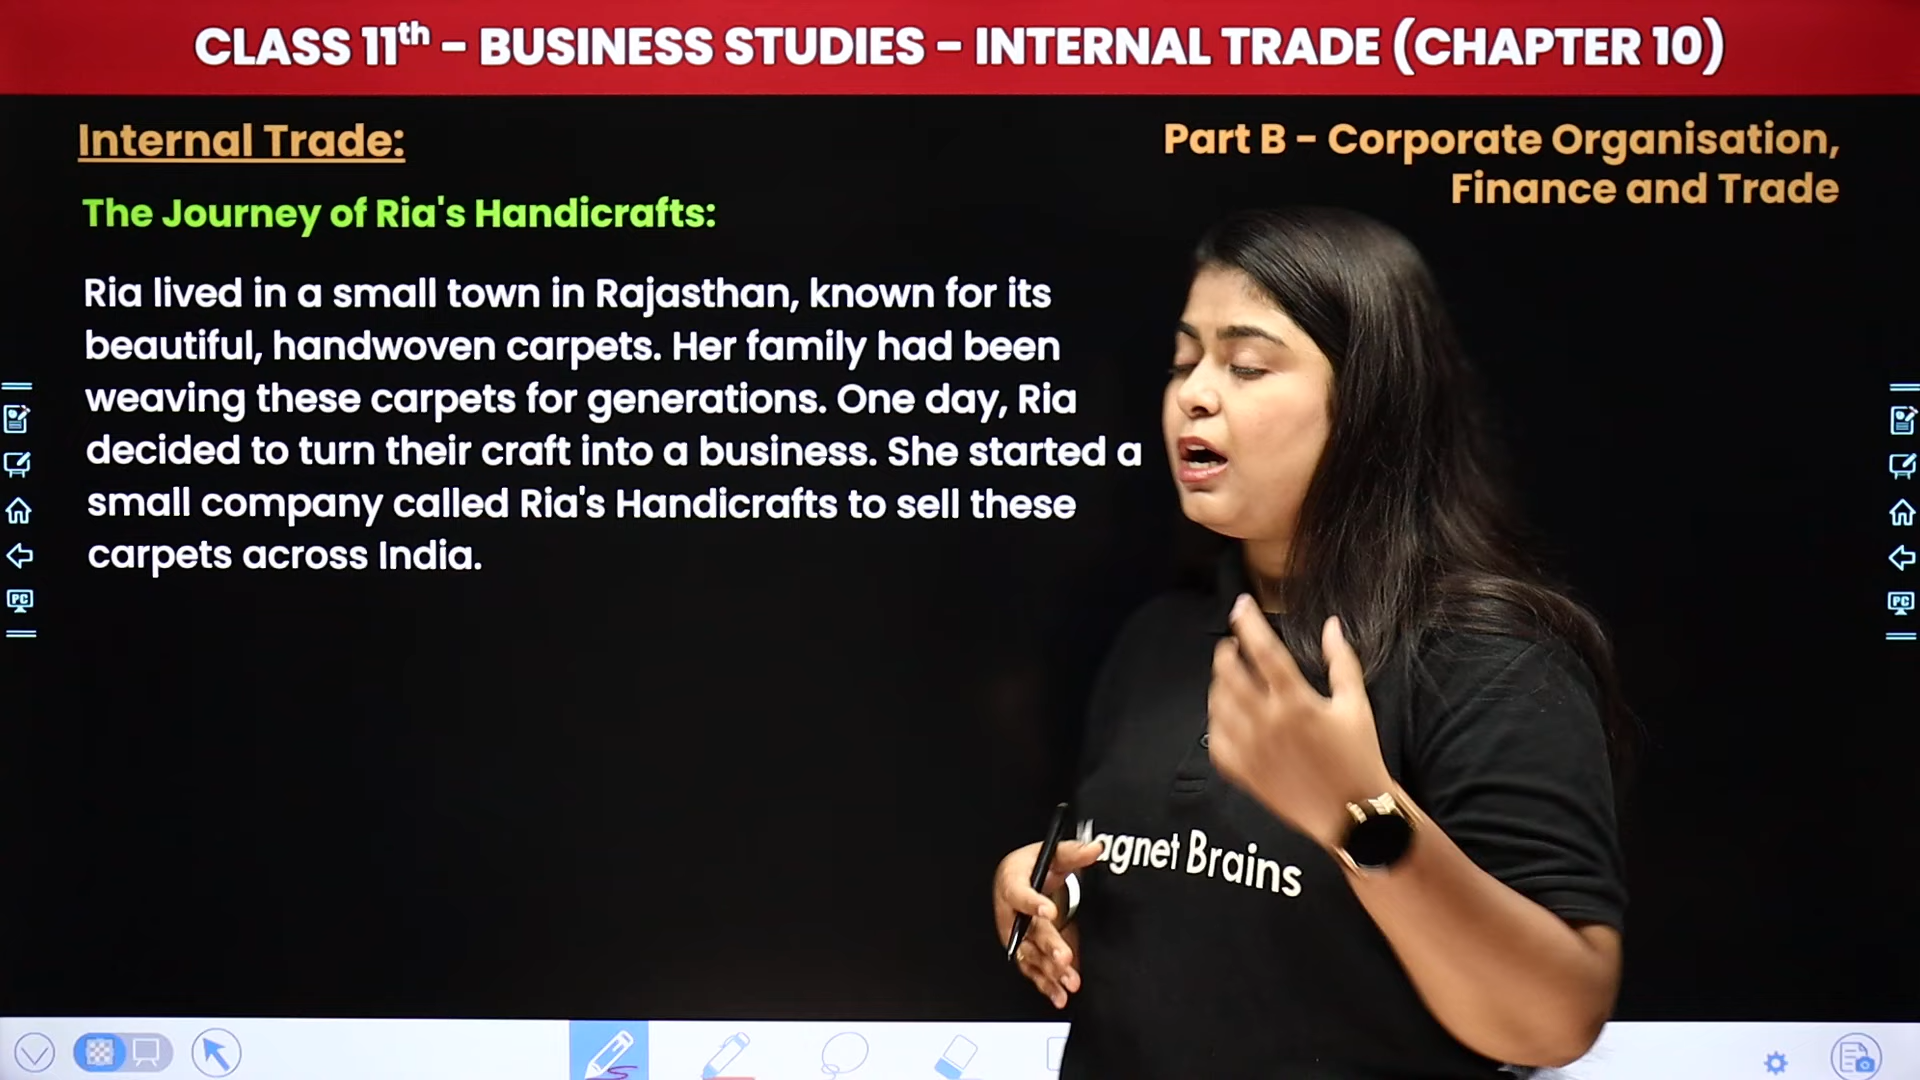 CLASS 11th – BUSINESS STUDIES – INTERNAL TRADE (CHAPTER 10)
Internal Trade:
Part B – Corporate Organisation,
Finance and Trade
The Journey of Ria's Handicrafts:
Ria lived in a small town in Rajasthan, known for its
beautiful, handwoven carpets. Her family had been
weaving these carpets for generations. One day, Ria
decided to turn their craft into a business. She started a
small company called Ria's Handicrafts to sell these
carpets across India.
PC
PC
Magnet Brains